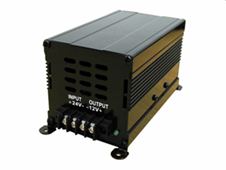 INPUT OUTPUT
+24V- -12V+